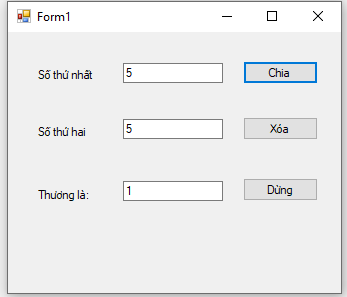 Form1
Số thứ nhất 5 Chia
Số thứ hai 5 Xóa
Thương là: 1 Dừng